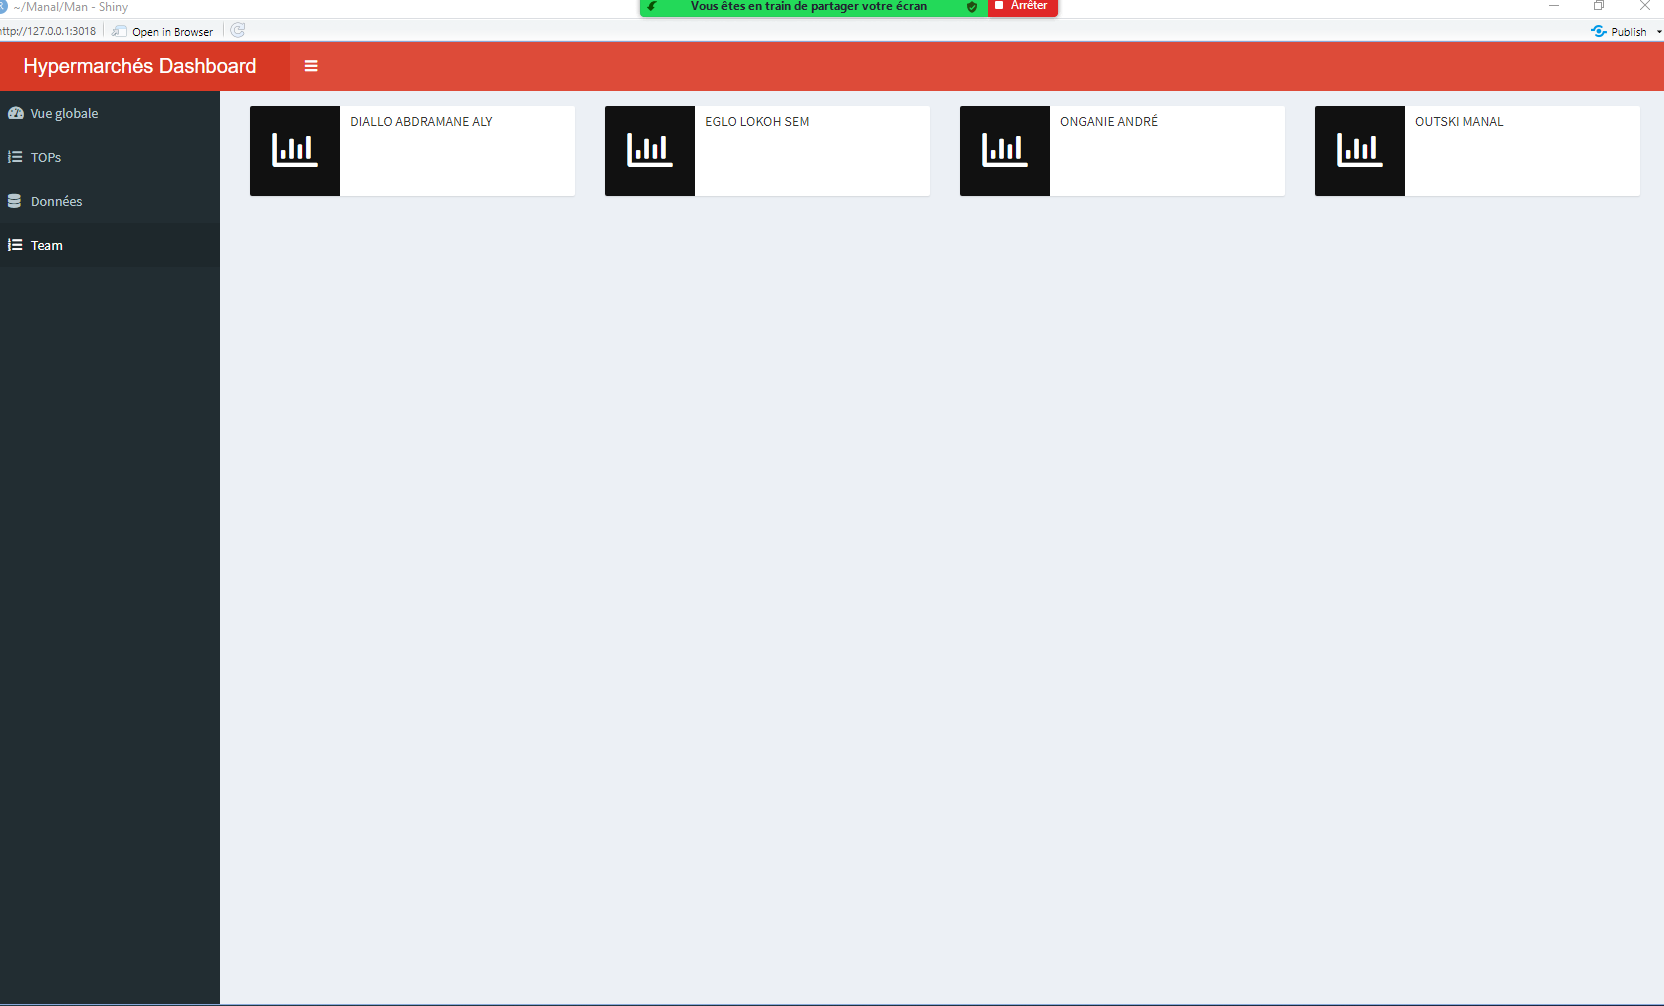 ~/Manal/Man - Shiny
Vous êtes en train de partager votre écran
Arrêter
http://127.0.0.1:3018
Open in Browser
Publish
Hypermarchés Dashboard
Vue globale
TOPs
Données
Team
DIALLO ABDRAMANE ALY
EGLO LOKOH SEM
ONGANIE ANDRÉ
OUTSKI MANAL